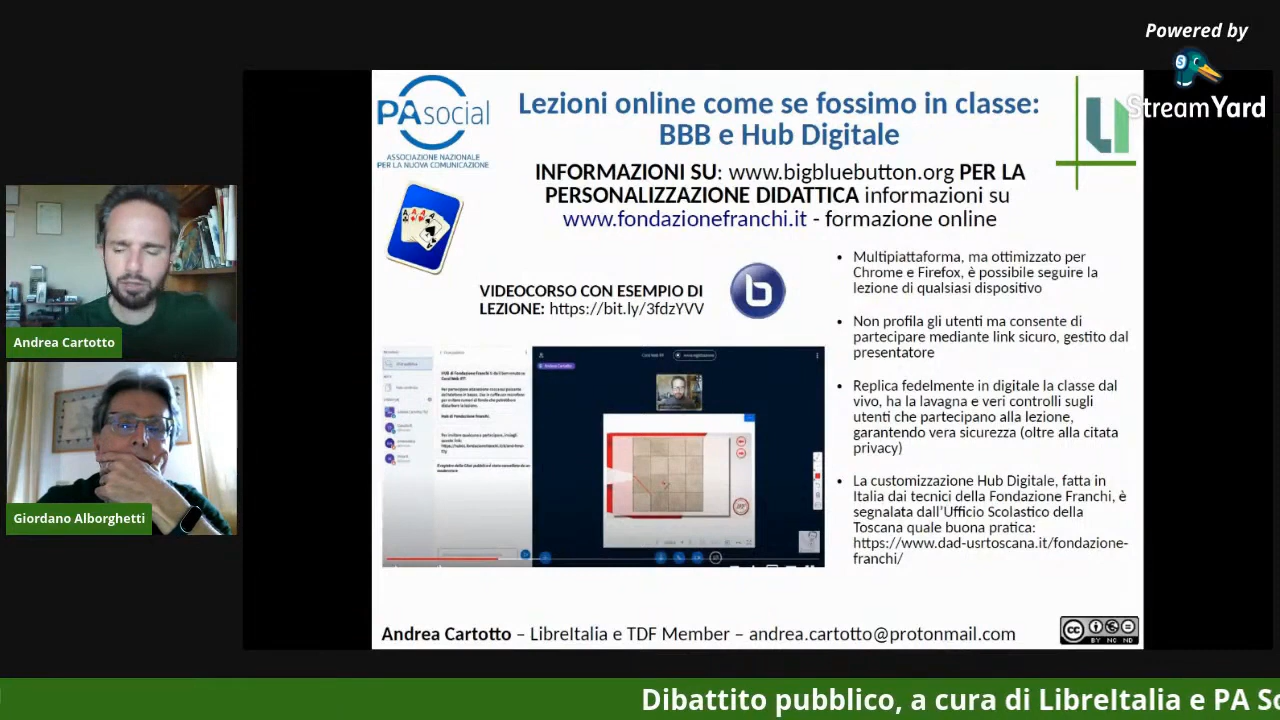 Powered by
StreamYard
PAsocial
ASSOCIAZIONE NAZIONALE
PER LA NUOVA COMUNICAZIONE
Lezioni online come se fossimo in classe:
BBB e Hub Digitale
INFORMAZIONI SU: www.bigbluebutton.org PER LA
PERSONALIZZAZIONE DIDATTICA informazioni su
www.fondazionefranchi.it - formazione online
VIDEOCORSO CON ESEMPIO DI
LEZIONE: https://bit.ly/3fdzYVV
b
• Multipiattaforma, ma ottimizzato per
Chrome e Firefox, è possibile seguire la
lezione di qualsiasi dispositivo
• Non profila gli utenti ma consente di
partecipare mediante link sicuro, gestito dal
presentatore
• Replica redelmente in digitale la classe dal
vivo, ha la lavagna e veri controlli sugli
utenti che partecipano alla lezione,
garantendo vera sicurezza (oltre alla citata
privacy)
• La customizzazione Hub Digitale, fatta in
Italia dai tecnici della Fondazione Franchi, è
segnalata dall'Ufficio Scolastico della
Toscana quale buona pratica:
https://www.dad-usrtoscana.it/fondazione-
franchi/
Andrea Cartotto
Giordano Alborghetti
Andrea Cartotto – LibreItalia e TDF Member – andrea.cartotto@protonmail.com
CC BY NC ND
Dibattito pubblico, a cura di LibreItalia e PA So